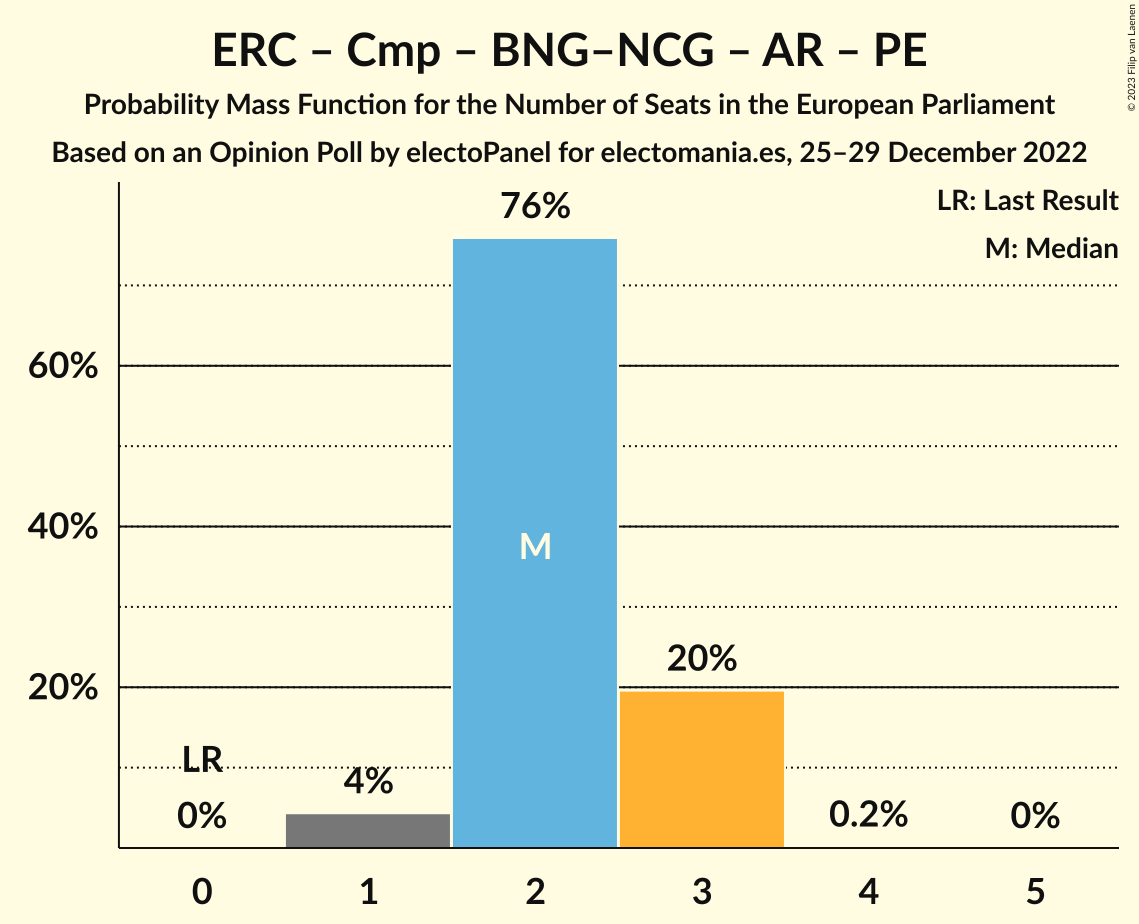 ERC – Cmp – BNG–NCG – AR – PE
Probability Mass Function for the Number of Seats in the European Parliament
Based on an Opinion Poll by electoPanel for electomania.es, 25–29 December 2022
© 2023 Filip van Laenen
LR: Last Result
M: Median
76%
60%
40%
M
20%
20%
LR
4%
0%
0.2%
0%
0 1 2 3 4 5